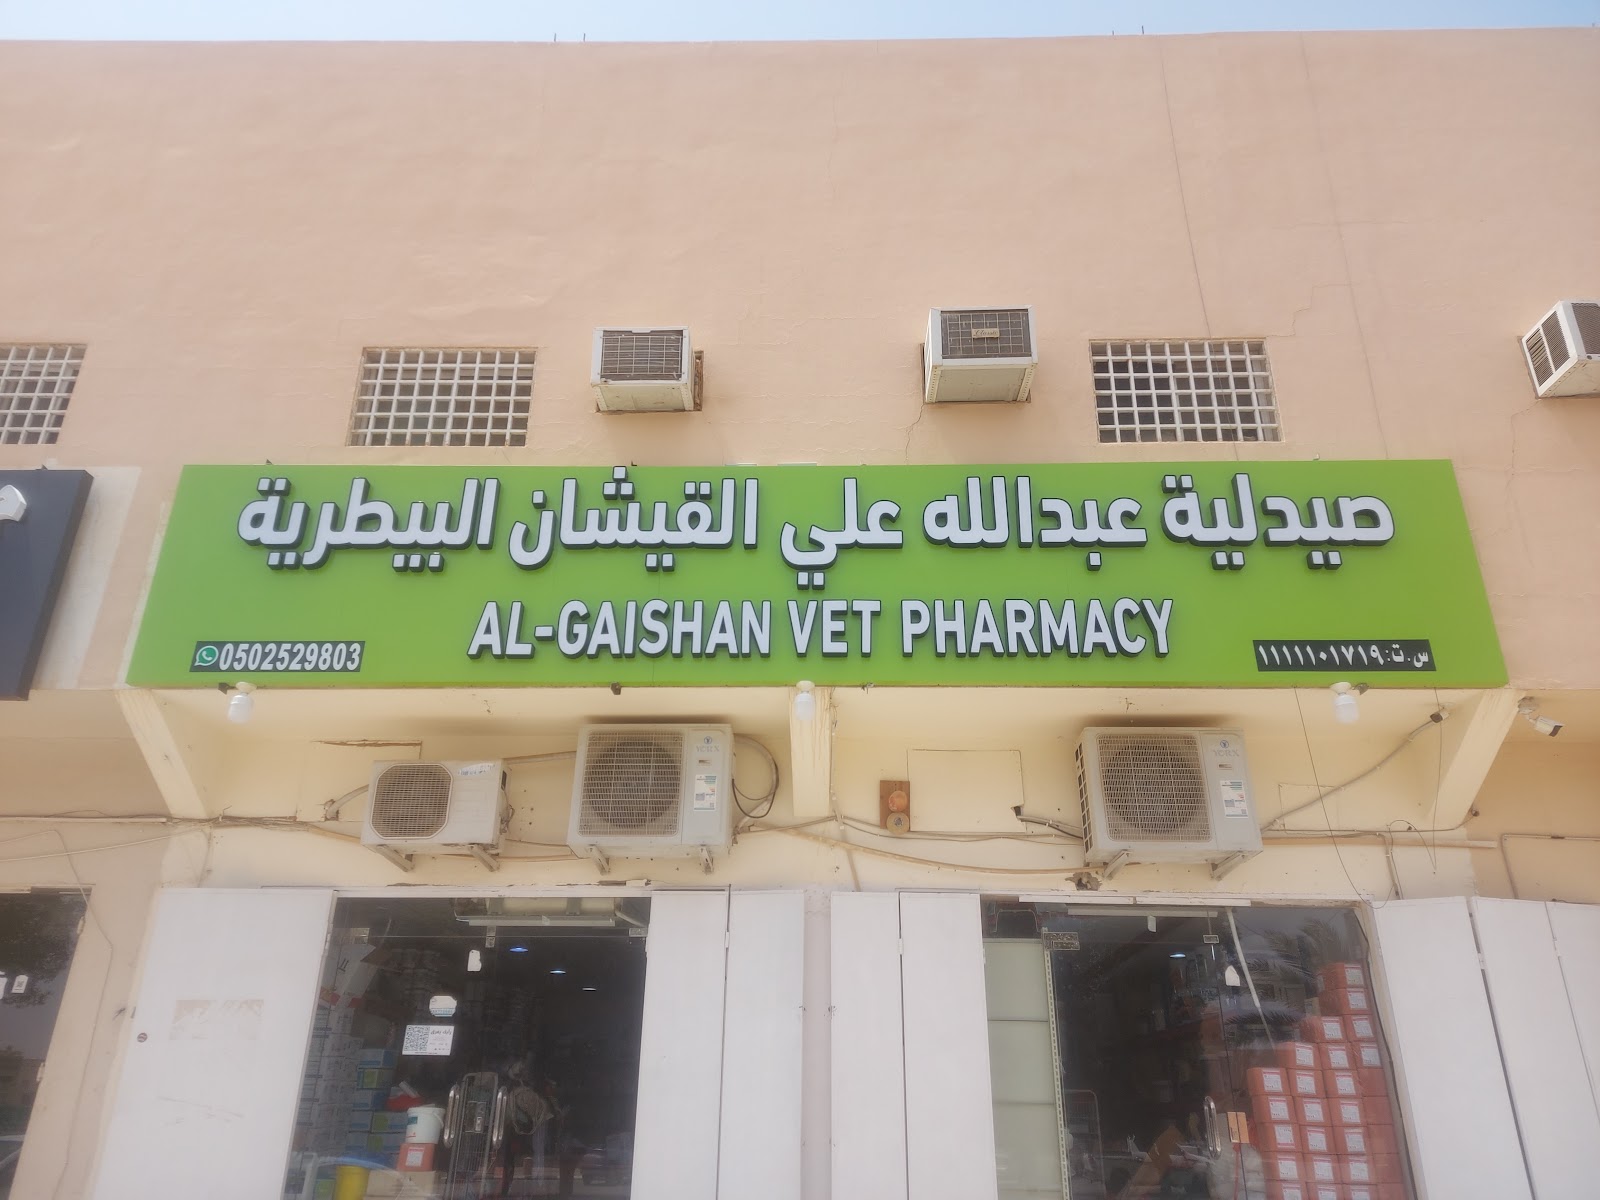 صيدلية عبدالله علي القيشان البيطرية
AL-GAISHAN VET PHARMACY
0502529803
س.ت: ١١١١١٠١٧١٩